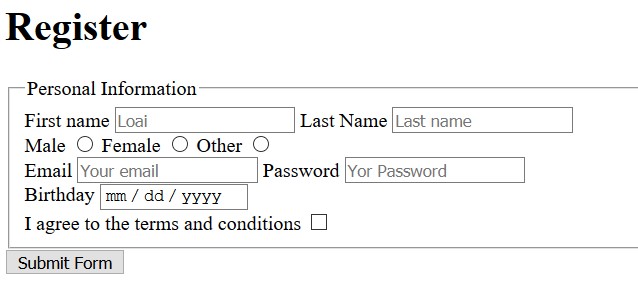 Register
Personal Information
First name Loai Last Name Last name
Male Female Other
Email Your email Password Yor Password
Birthday mm / dd / yyyy
I agree to the terms and conditions
Submit Form